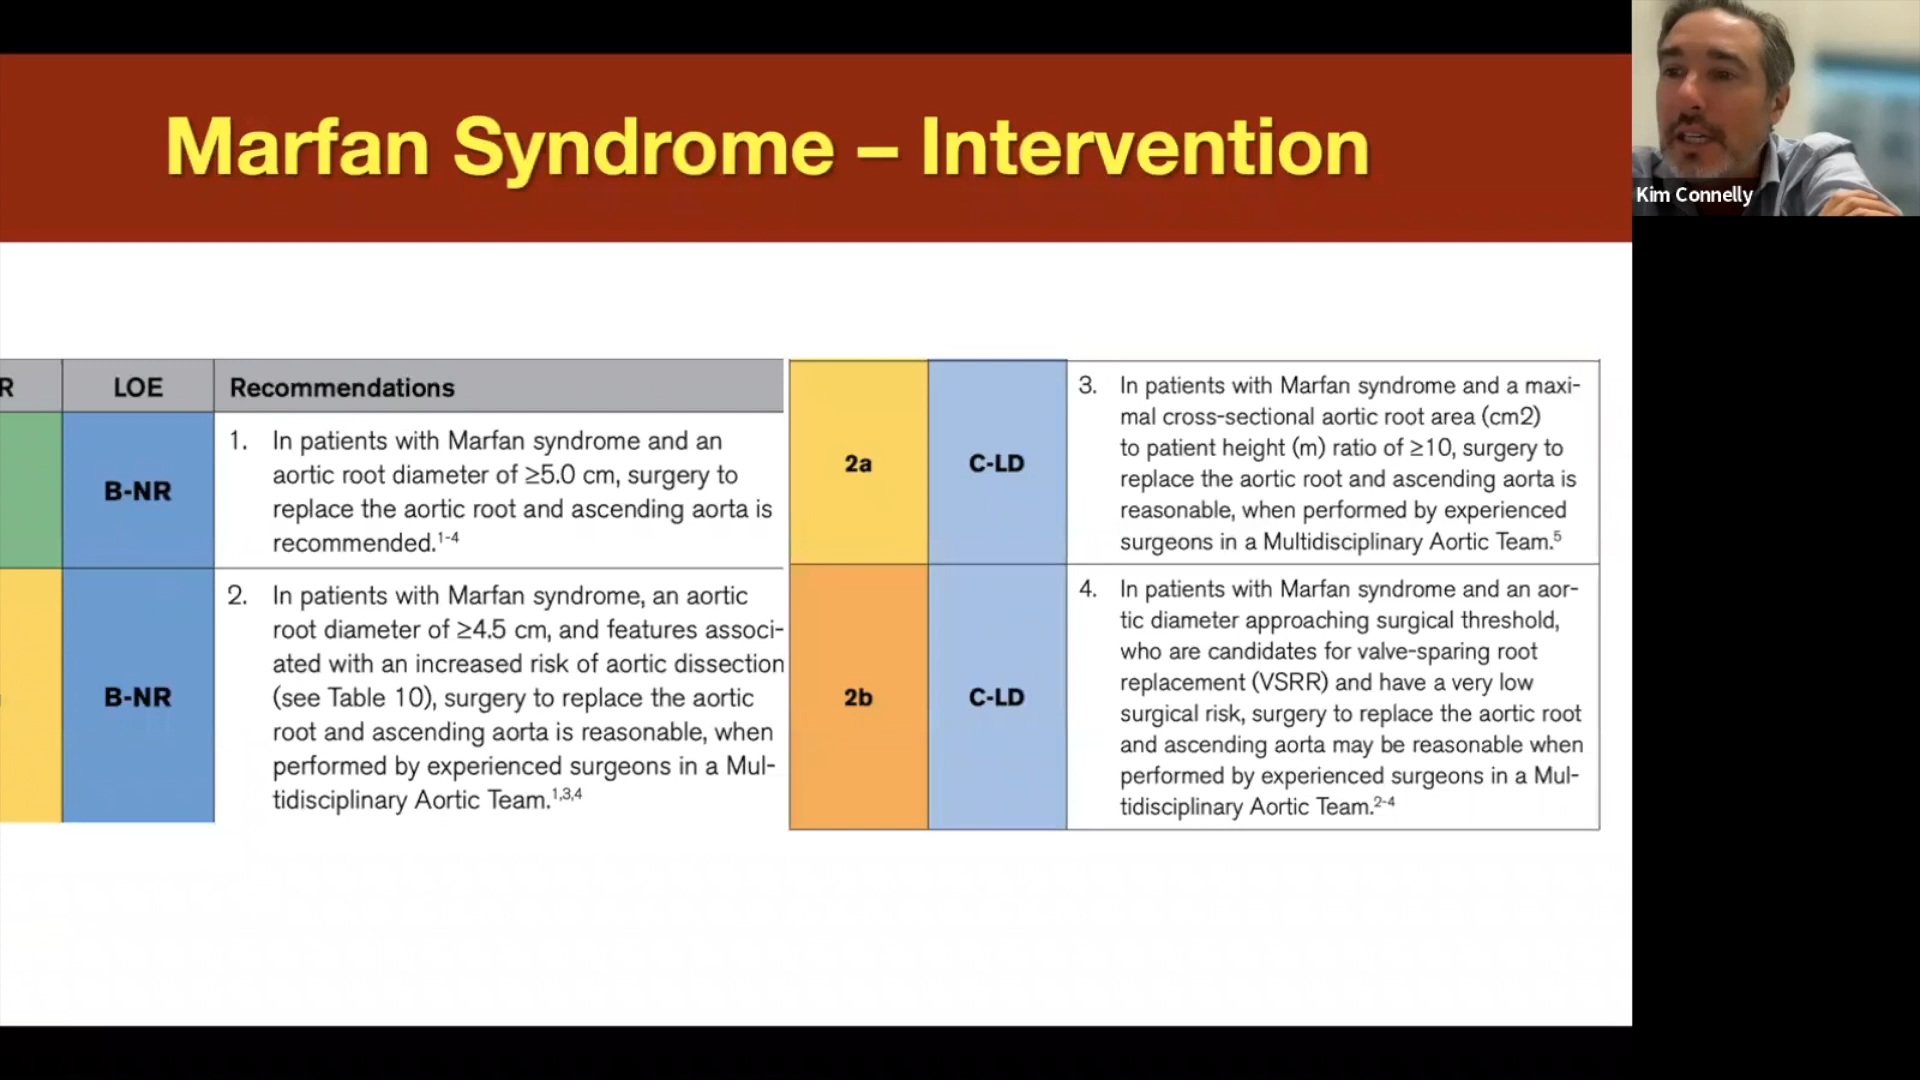 Marfan Syndrome – Intervention
Kim Connelly
R LOE Recommendations
B-NR
1. In patients with Marfan syndrome and an
aortic root diameter of ≥5.0 cm, surgery to
replace the aortic root and ascending aorta is
recommended.1-4
B-NR
2. In patients with Marfan syndrome, an aortic
root diameter of ≥4.5 cm, and features associ-
ated with an increased risk of aortic dissection
(see Table 10), surgery to replace the aortic
root and ascending aorta is reasonable, when
performed by experienced surgeons in a Mul-
tidisciplinary Aortic Team.1,3,4
2a C-LD
3. In patients with Marfan syndrome and a maxi-
mal cross-sectional aortic root area (cm2)
to patient height (m) ratio of ≥10, surgery to
replace the aortic root and ascending aorta is
reasonable, when performed by experienced
surgeons in a Multidisciplinary Aortic Team.5
2b C-LD
4. In patients with Marfan syndrome and an aor-
tic diameter approaching surgical threshold,
who are candidates for valve-sparing root
replacement (VSRR) and have a very low
surgical risk, surgery to replace the aortic root
and ascending aorta may be reasonable when
performed by experienced surgeons in a Mul-
tidisciplinary Aortic Team.2-4